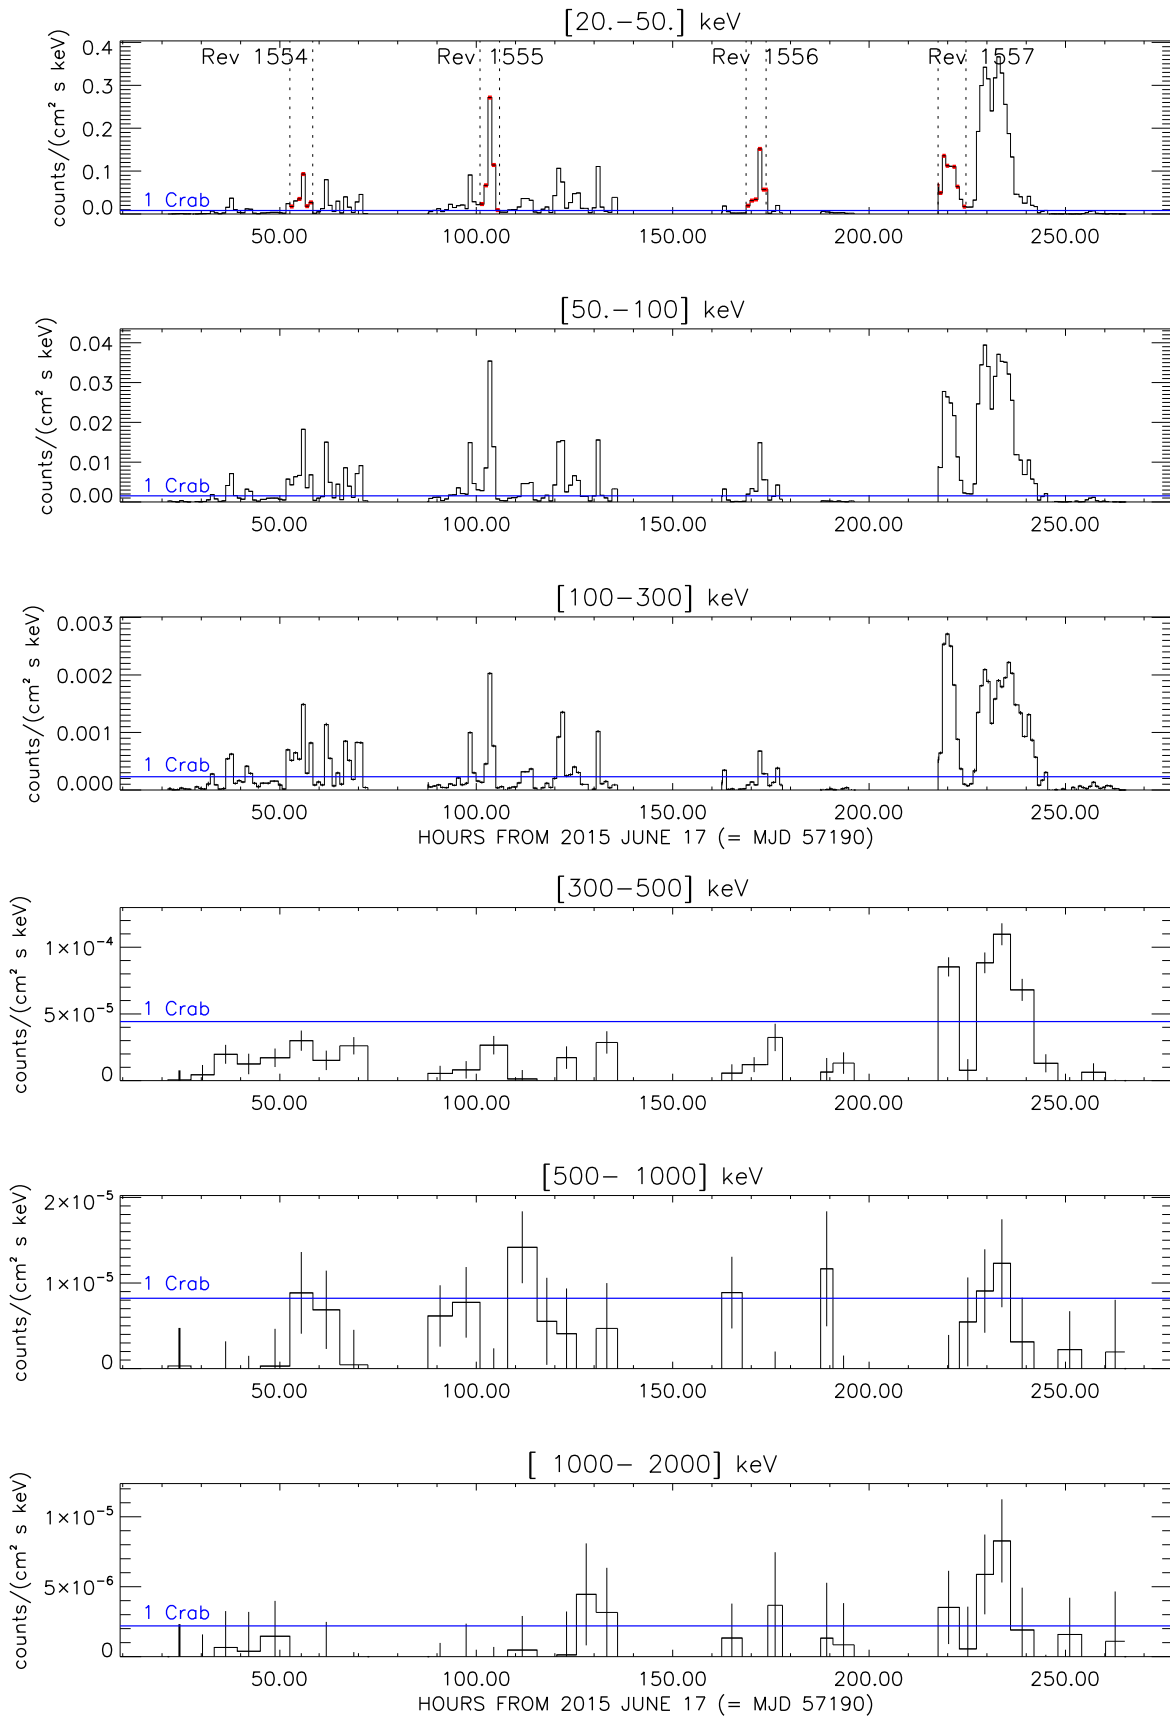 [20.−50.] keV
counts/(cm² s keV)
0.4
0.3
0.2
0.1
0.0
Rev 1554 Rev 1555 Rev 1556 Rev 1557
1 Crab
50.00 100.00 150.00 200.00 250.00
[50.−100] keV
counts/(cm² s keV)
0.04
0.03
0.02
0.01
0.00
1 Crab
50.00 100.00 150.00 200.00 250.00
[100−300] keV
counts/(cm² s keV)
0.003
0.002
0.001
0.000
1 Crab
50.00 100.00 150.00 200.00 250.00
HOURS FROM 2015 JUNE 17 (= MJD 57190)
[300−500] keV
counts/(cm² s keV)
1×10⁻⁴
5×10⁻⁵
0
1 Crab
50.00 100.00 150.00 200.00 250.00
[500− 1000] keV
counts/(cm² s keV)
2×10⁻⁵
1×10⁻⁵
0
1 Crab
50.00 100.00 150.00 200.00 250.00
[ 1000− 2000] keV
counts/(cm² s keV)
1×10⁻⁵
5×10⁻⁶
0
1 Crab
50.00 100.00 150.00 200.00 250.00
HOURS FROM 2015 JUNE 17 (= MJD 57190)